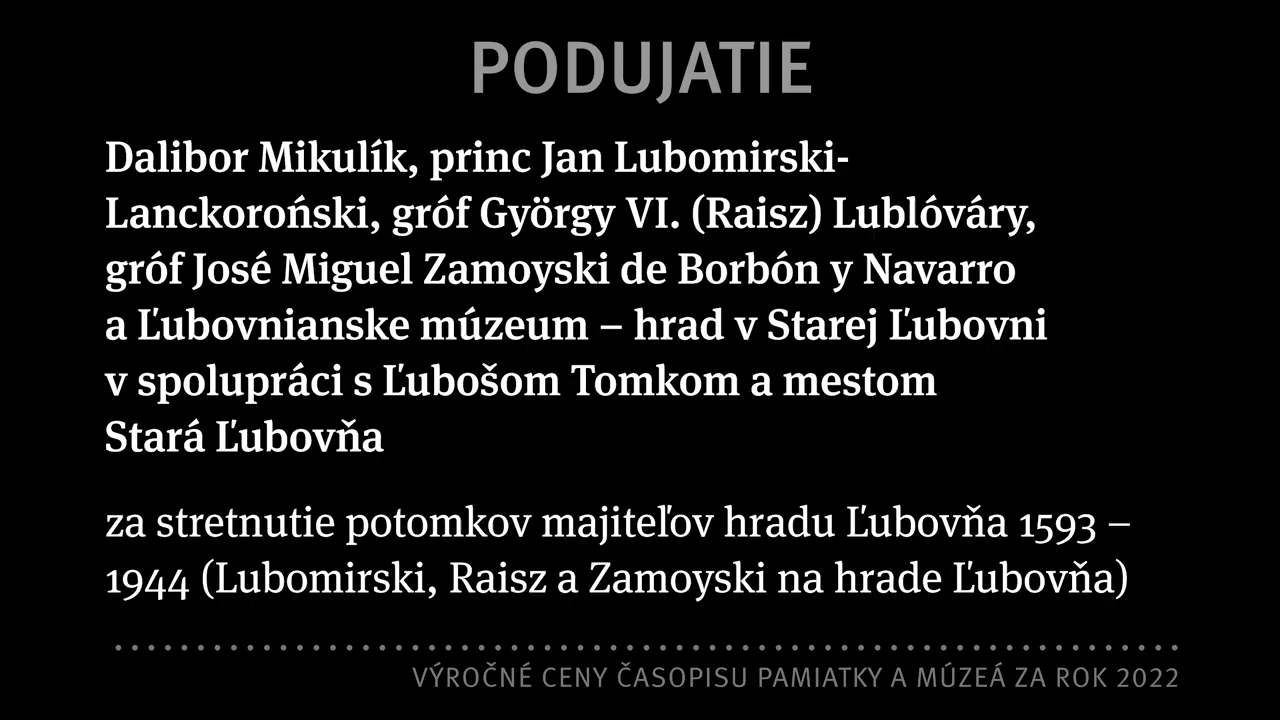 PODUJATIE
Dalibor Mikulík, princ Jan Lubomirski-
Lanckoroński, gróf György VI. (Raisz) Lublóváry,
gróf José Miguel Zamoyski de Borbón y Navarro
a Ľubovnianske múzeum – hrad v Starej Ľubovni
v spolupráci s Ľubošom Tomkom a mestom
Stará Ľubovňa
za stretnutie potomkov majiteľov hradu Ľubovňa 1593 –
1944 (Lubomirski, Raisz a Zamoyski na hrade Ľubovňa)
VÝROČNÉ CENY ČASOPISU PAMIATKY A MÚZEÁ ZA ROK 2022